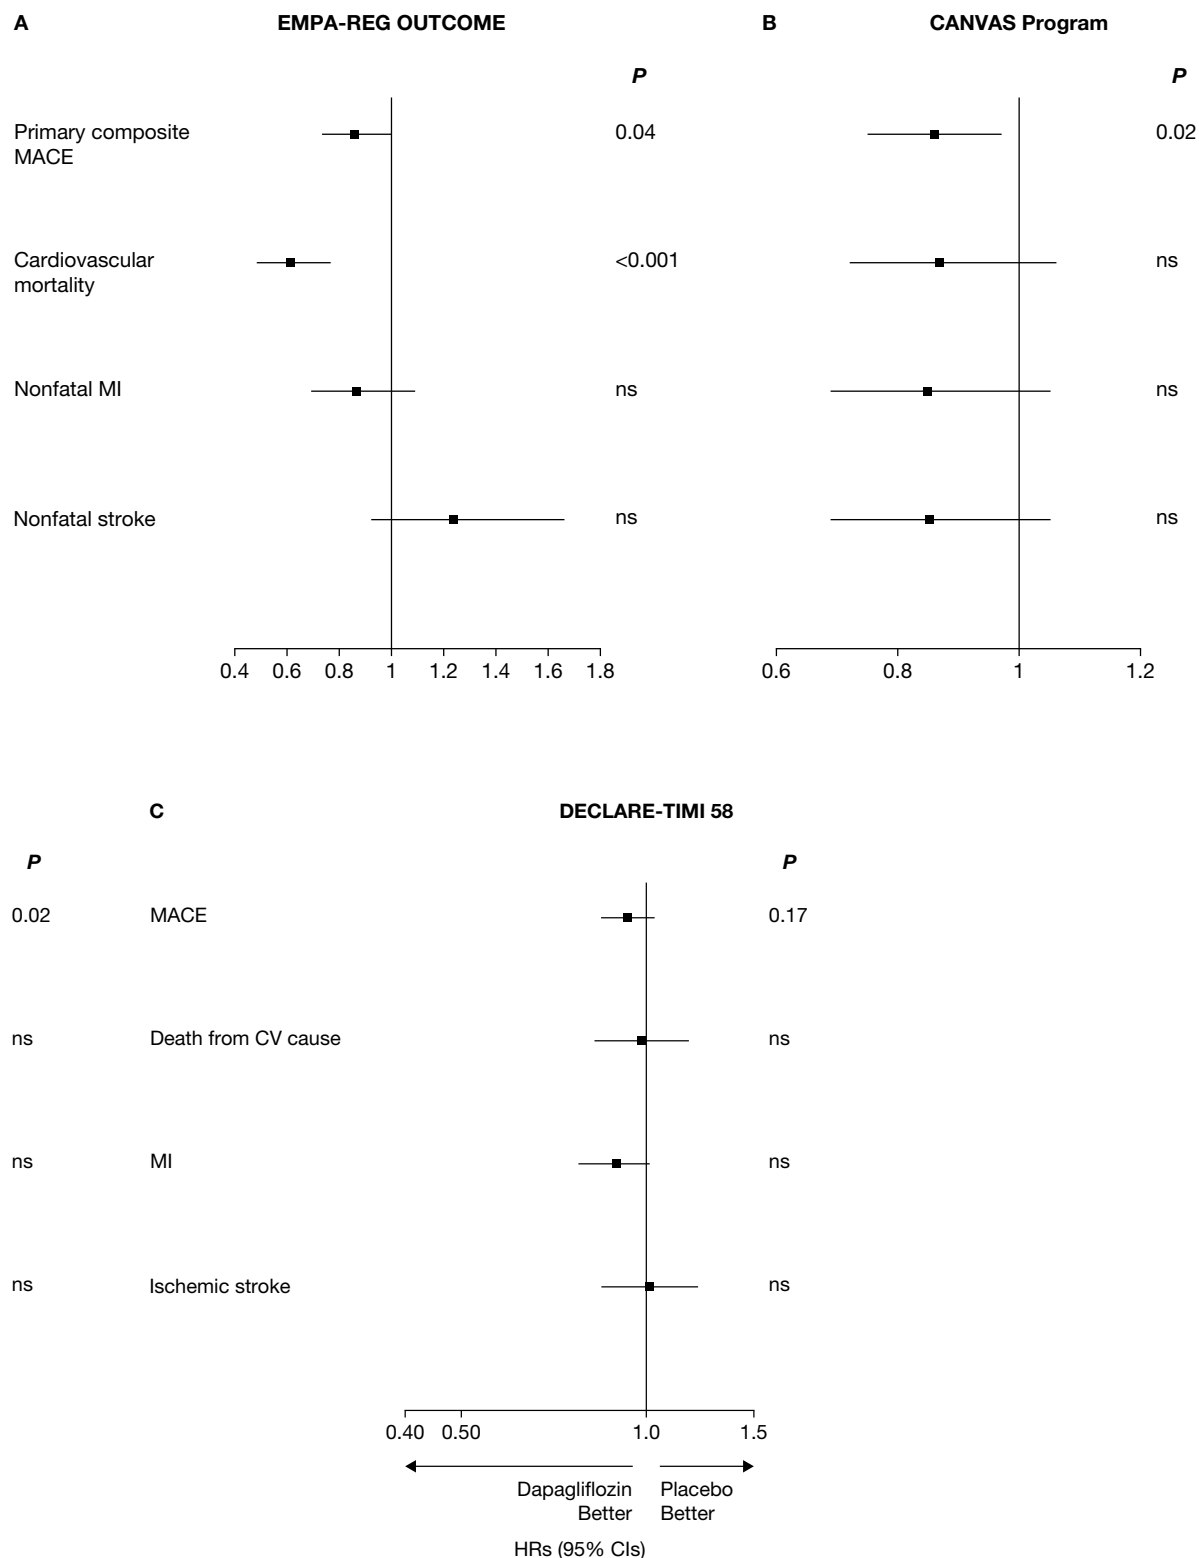 A EMPA-REG OUTCOME
P
Primary composite 0.04
MACE
Cardiovascular <0.001
mortality
Nonfatal MI ns
Nonfatal stroke ns
0.4 0.6 0.8 1 1.2 1.4 1.6 1.8
B CANVAS Program
P
0.02
ns
ns
ns
0.6 0.8 1 1.2
C DECLARE-TIMI 58
P P
0.02 MACE 0.17
ns Death from CV cause ns
ns MI ns
ns Ischemic stroke ns
0.40 0.50 1.0 1.5
Dapagliflozin Placebo
Better Better
HRs (95% CIs)